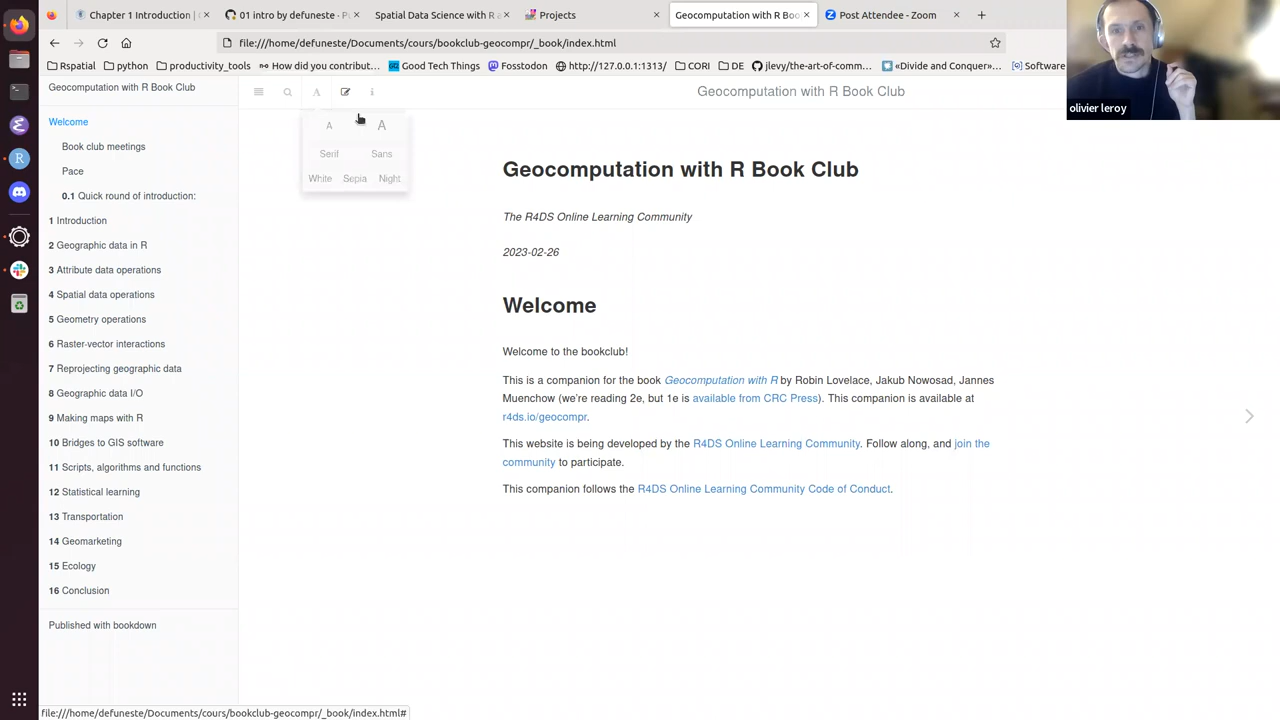 Chapter 1 Introduction | G
01 intro by defuneste · P
Spatial Data Science with R a
Projects
Geocomputation with R Boo
Post Attendee - Zoom
file:///home/defuneste/Documents/cours/bookclub-geocompr/_book/index.html
Rspatial
python
productivity_tools
How did you contribut...
Good Tech Things
Fosstodon
http://127.0.0.1:1313/
CORI
DE
jlevy/the-art-of-comm...
«Divide and Conquer»...
Software
olivier leroy
Geocomputation with R Book Club
Geocomputation with R Book Club
A
i
A A
Serif Sans
White Sepia Night
Welcome
Book club meetings
Pace
0.1 Quick round of introduction:
1 Introduction
2 Geographic data in R
3 Attribute data operations
4 Spatial data operations
5 Geometry operations
6 Raster-vector interactions
7 Reprojecting geographic data
8 Geographic data I/O
9 Making maps with R
10 Bridges to GIS software
11 Scripts, algorithms and functions
12 Statistical learning
13 Transportation
14 Geomarketing
15 Ecology
16 Conclusion
Published with bookdown
Geocomputation with R Book Club
The R4DS Online Learning Community
2023-02-26
Welcome
Welcome to the bookclub!
This is a companion for the book Geocomputation with R by Robin Lovelace, Jakub Nowosad, Jannes
Muenchow (we're reading 2e, but 1e is available from CRC Press). This companion is available at
r4ds.io/geocompr.
This website is being developed by the R4DS Online Learning Community. Follow along, and join the
community to participate.
This companion follows the R4DS Online Learning Community Code of Conduct.
file:///home/defuneste/Documents/cours/bookclub-geocompr/_book/index.html#